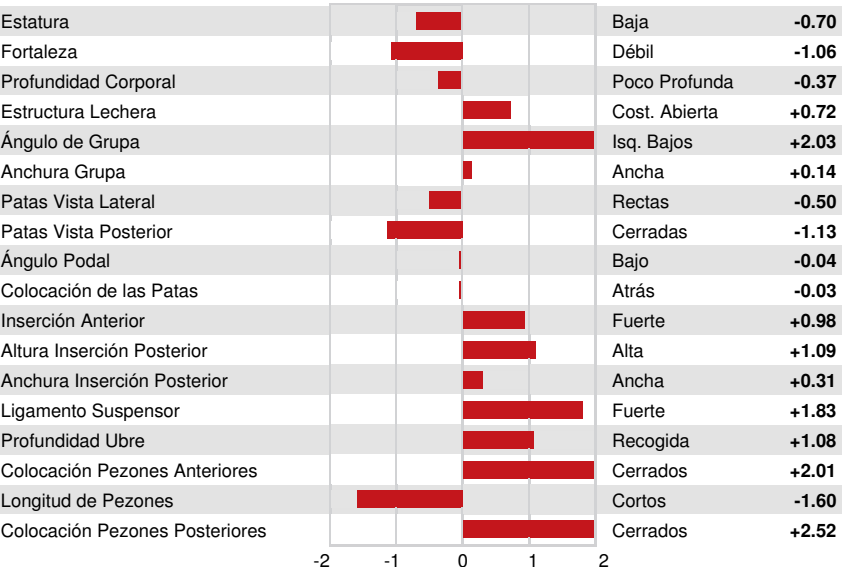 Estatura Baja -0.70
Fortaleza Débil -1.06
Profundidad Corporal Poco Profunda -0.37
Estructura Lechera Cost. Abierta +0.72
Ángulo de Grupa Isq. Bajos +2.03
Anchura Grupa Ancha +0.14
Patas Vista Lateral Rectas -0.50
Patas Vista Posterior Cerradas -1.13
Ángulo Podal Bajo -0.04
Colocación de las Patas Atrás -0.03
Inserción Anterior Fuerte +0.98
Altura Inserción Posterior Alta +1.09
Anchura Inserción Posterior Ancha +0.31
Ligamento Suspensor Fuerte +1.83
Profundidad Ubre Recogida +1.08
Colocación Pezones Anteriores Cerrados +2.01
Longitud de Pezones Cortos -1.60
Colocación Pezones Posteriores Cerrados +2.52
-2 -1 0 1 2